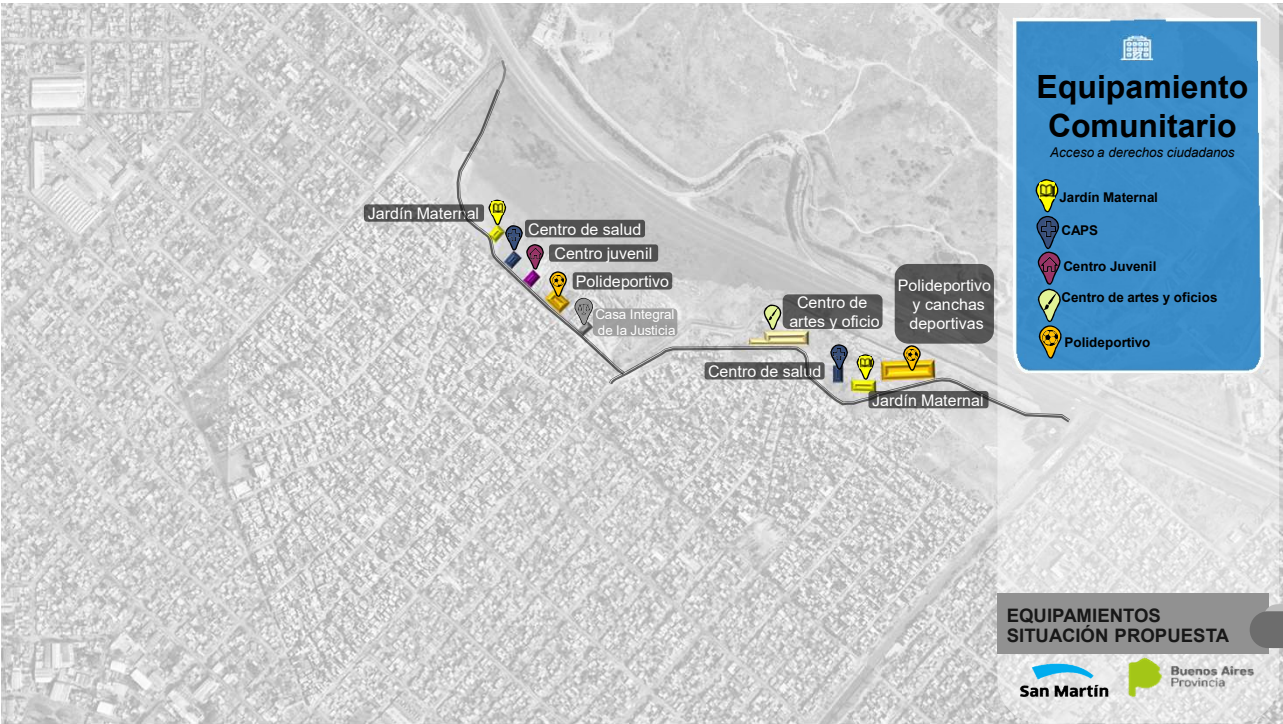 Equipamiento
Comunitario
Acceso a derechos ciudadanos
Jardín Maternal
CAPS
Centro Juvenil
Centro de artes y oficios
Polideportivo
Jardín Maternal
Centro de salud
Centro juvenil
Polideportivo
Casa Integral
de la Justicia
Centro de
artes y oficio
Polideportivo
y canchas
deportivas
Centro de salud
Jardín Maternal
EQUIPAMIENTOS
SITUACIÓN PROPUESTA
San Martín
Buenos Aires
Provincia